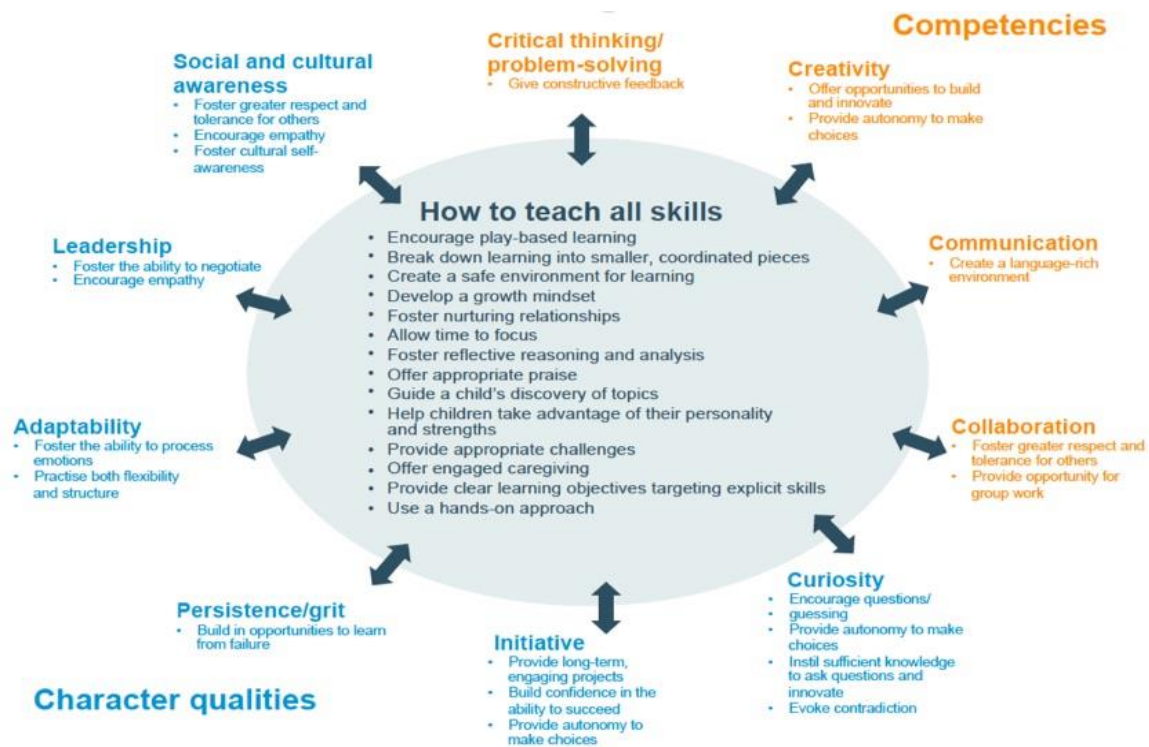 Competencies
Critical thinking/
problem-solving
• Give constructive feedback
Creativity
• Offer opportunities to build
and innovate
• Provide autonomy to make
choices
Communication
• Create a language-rich
environment
Collaboration
• Foster greater respect and
tolerance for others
• Provide opportunity for
group work
Curiosity
• Encourage questions/
• guessing
• Provide autonomy to make
choices
• Instil sufficient knowledge
to ask questions and
innovate
• Evoke contradiction
Initiative
• Provide long-term,
engaging projects
• Build confidence in the
ability to succeed
• Provide autonomy to
make choices
Persistence/grit
• Build in opportunities to learn
from failure
Character qualities
Adaptability
• Foster the ability to process
emotions
• Practise both flexibility
and structure
Leadership
• Foster the ability to negotiate
• Encourage empathy
Social and cultural
awareness
• Foster greater respect and
tolerance for others
• Encourage empathy
• Foster cultural self-
awareness
How to teach all skills
• Encourage play-based learning
• Break down learning into smaller, coordinated pieces
• Create a safe environment for learning
• Develop a growth mindset
• Foster nurturing relationships
• Allow time to focus
• Foster reflective reasoning and analysis
• Offer appropriate praise
• Guide a child's discovery of topics
• Help children take advantage of their personality
and strengths
• Provide appropriate challenges
• Offer engaged caregiving
• Provide clear learning objectives targeting explicit skills
• Use a hands-on approach